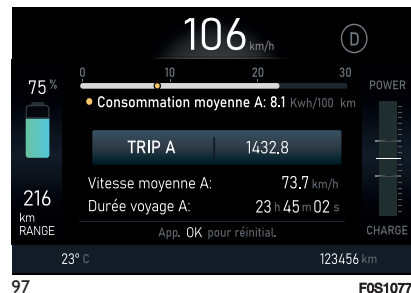 106 km/h
D
75 %
0 10 20 30
POWER
Consommation moyenne A: 8.1 Kwh/100 km
TRIP A 1432.8
Vitesse moyenne A: 73.7 km/h
216 km RANGE
Durée voyage A: 23 h 45 m 02 s
App. OK pour réinitial.
CHARGE
23° C
123456 km
97
F0S1077